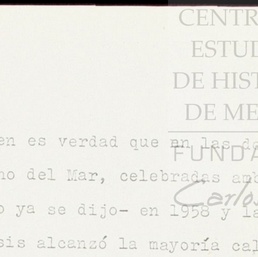 CENTR
ESTUD
DE HIST
DE ME
FUNDA
Carlos
en es verdad que en las de
no del Mar, celebradas amb
o ya se dijo- en 1958 y la
sis alcanzó la mayoría cal